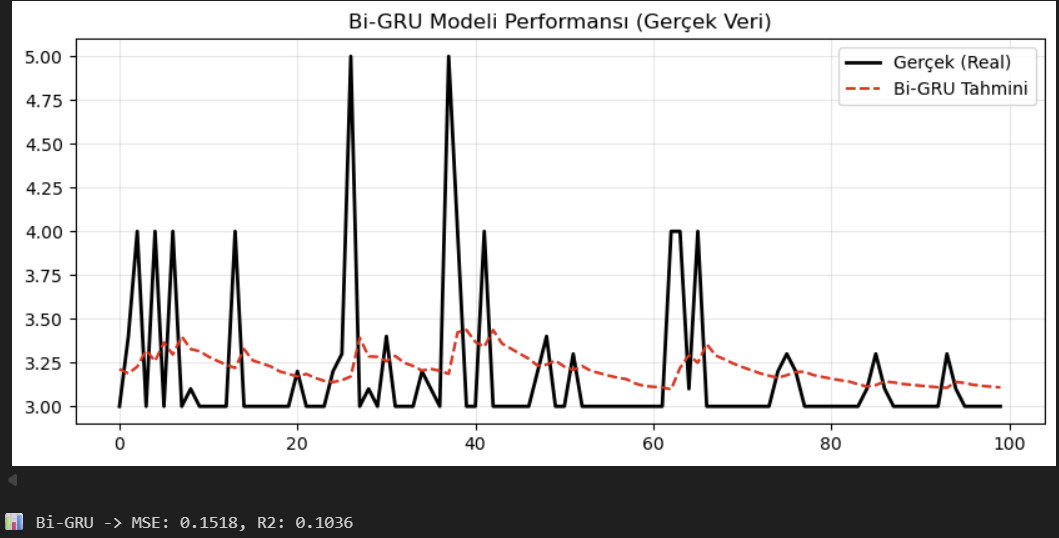 Bi-GRU Modeli Performansı (Gerçek Veri)
Gerçek (Real)
Bi-GRU Tahmini
5.00
4.75
4.50
4.25
4.00
3.75
3.50
3.25
3.00
0 20 40 60 80 100
Bi-GRU -> MSE: 0.1518, R2: 0.1036